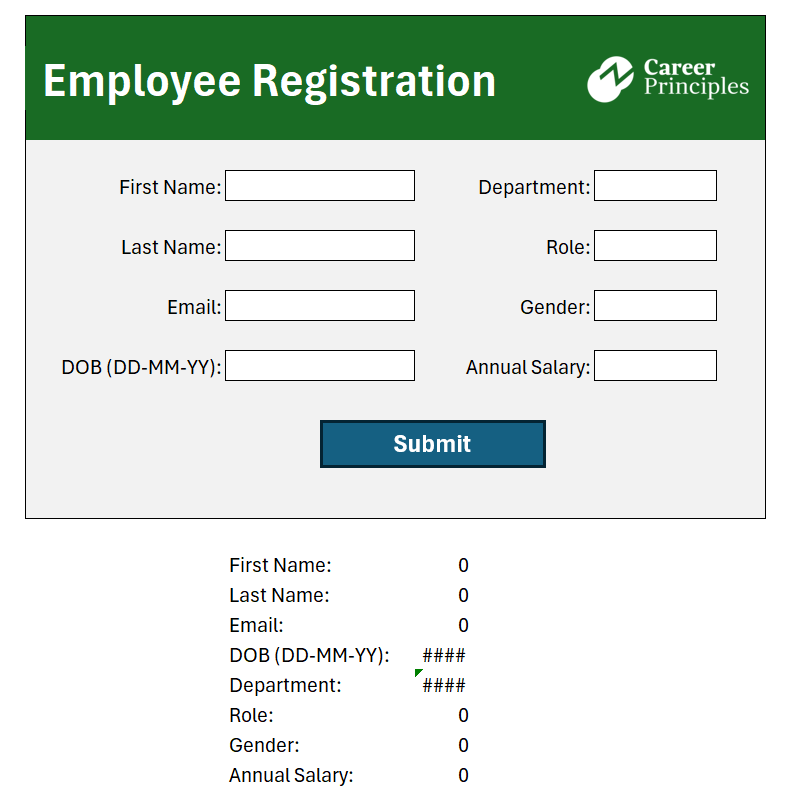 Employee Registration
Career
Principles
First Name:
Department:
Last Name:
Role:
Email:
Gender:
DOB (DD-MM-YY):
Annual Salary:
Submit
First Name: 0
Last Name: 0
Email: 0
DOB (DD-MM-YY): ####
Department: ####
Role: 0
Gender: 0
Annual Salary: 0